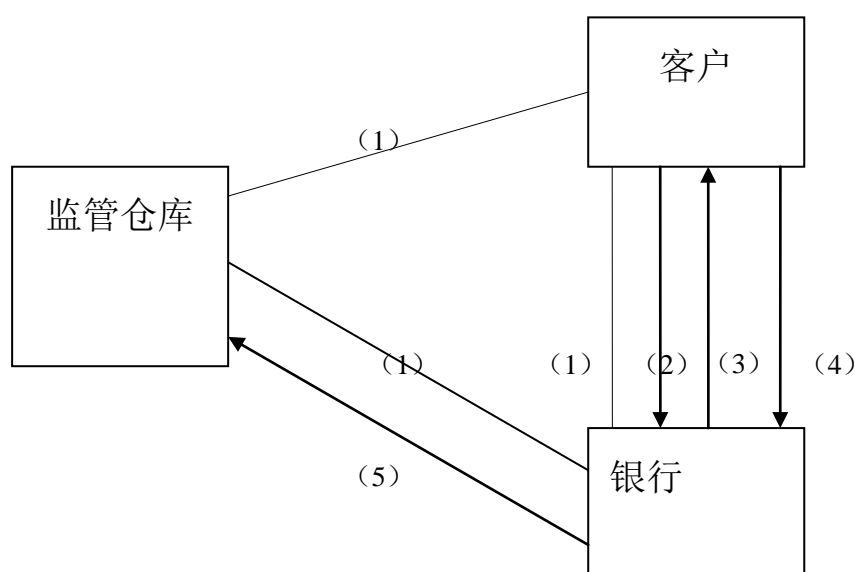 客户
（1）
监管仓库
（1）
（1）
（2）
（3）
（4）
（5）
银行